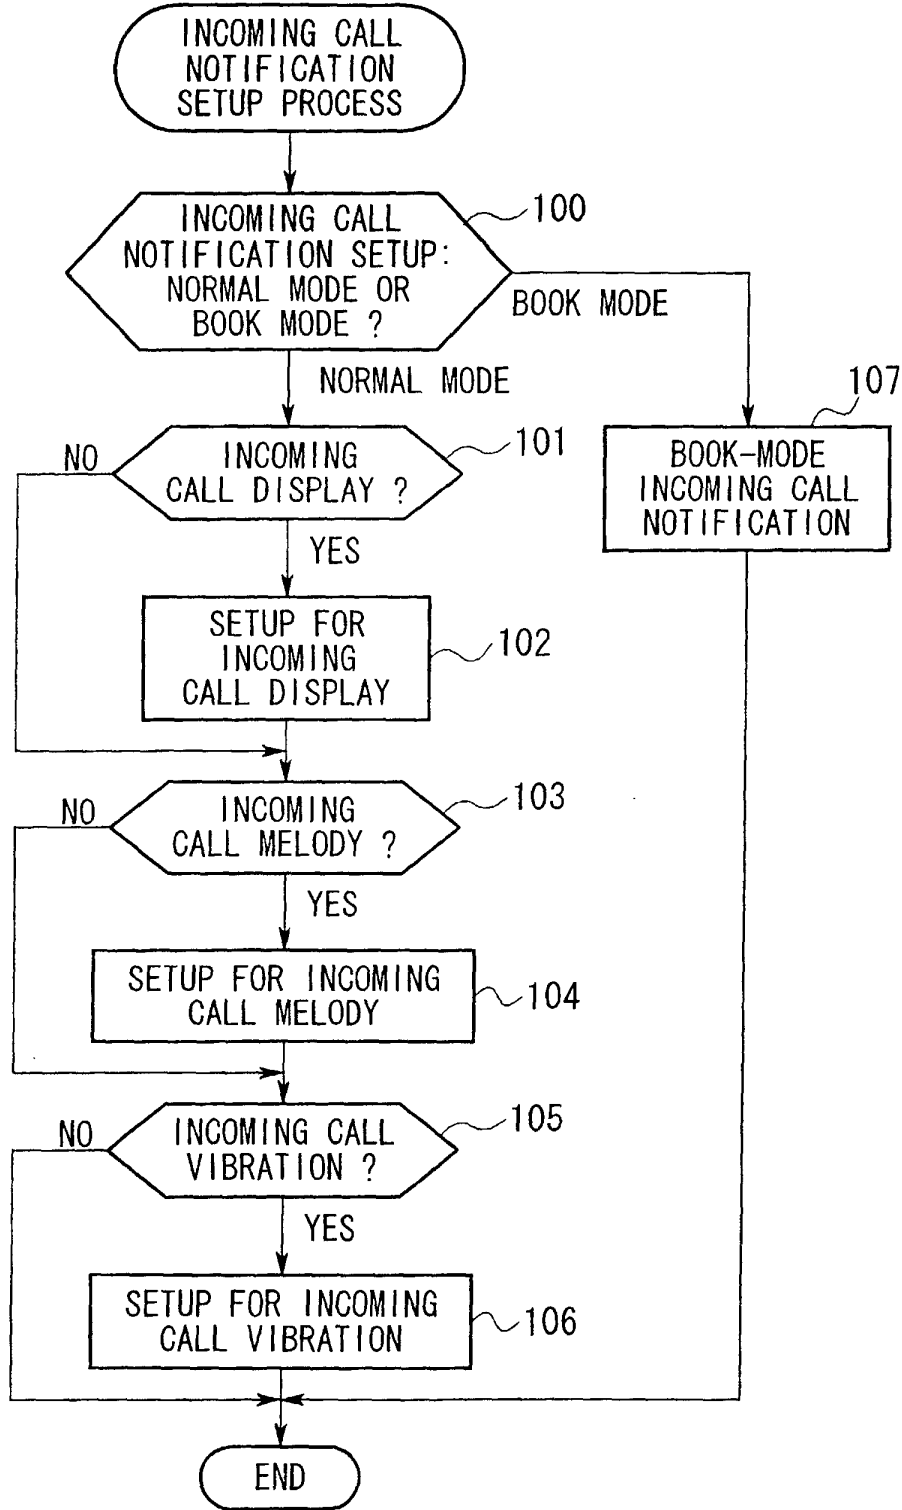 INCOMING CALL
NOTIFICATION
SETUP PROCESS
100
INCOMING CALL
NOTIFICATION SETUP:
NORMAL MODE OR
BOOK MODE ?
BOOK MODE
NORMAL MODE
107
BOOK-MODE
INCOMING CALL
NOTIFICATION
101
NO
INCOMING
CALL DISPLAY ?
YES
SETUP FOR
INCOMING
CALL DISPLAY
102
103
NO
INCOMING
CALL MELODY ?
YES
SETUP FOR INCOMING
CALL MELODY
104
105
NO
INCOMING CALL
VIBRATION ?
YES
SETUP FOR INCOMING
CALL VIBRATION
106
END